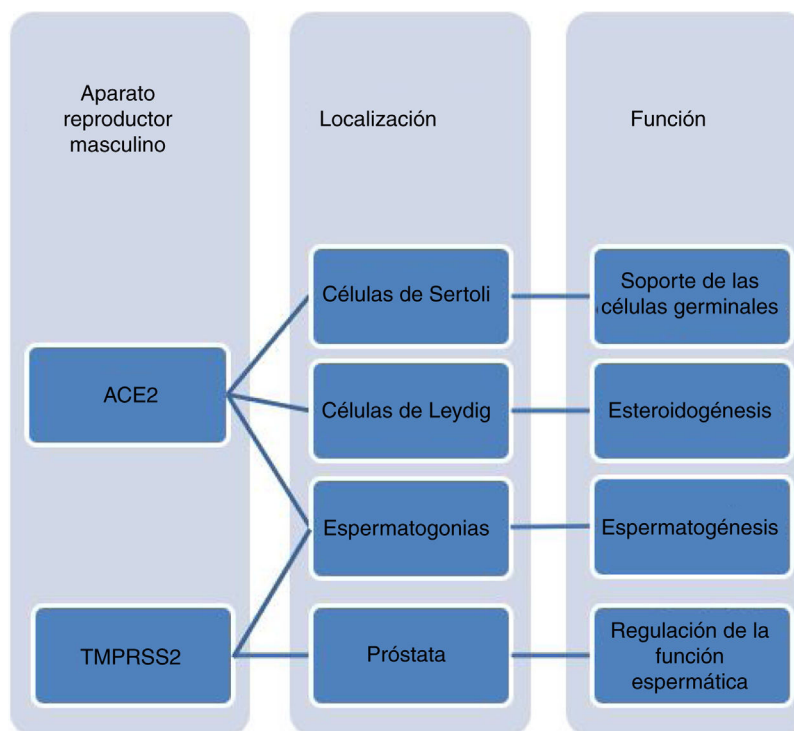 Aparato
reproductor
masculino
Localización
Función
Células de Sertoli
Soporte de las
células germinales
ACE2
Células de Leydig
Esteroidogénesis
Espermatogonias
Espermatogénesis
TMPRSS2
Próstata
Regulación de la
función
espermática